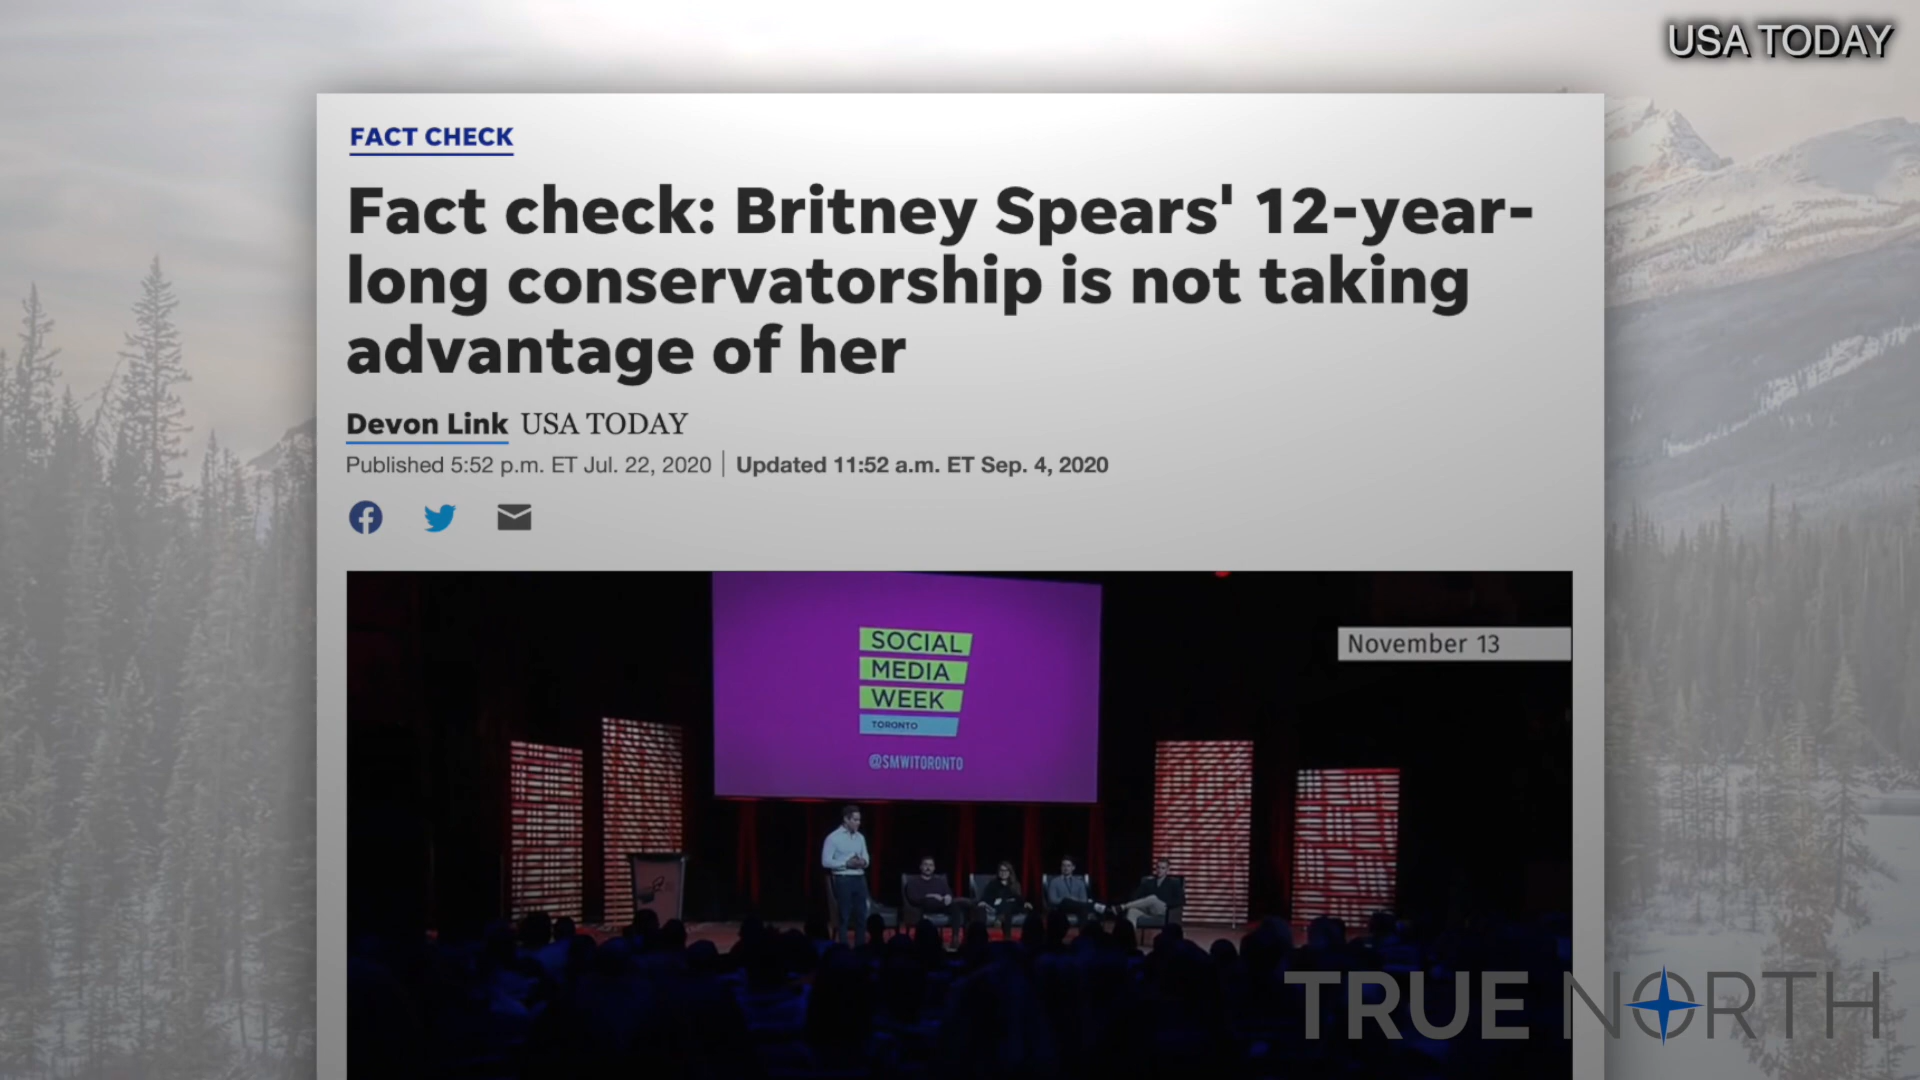 USA TODAY
FACT CHECK
Fact check: Britney Spears' 12-year-
long conservatorship is not taking
advantage of her
Devon Link USA TODAY
Published 5:52 p.m. ET Jul. 22, 2020 | Updated 11:52 a.m. ET Sep. 4, 2020
SOCIAL
MEDIA
WEEK
TORONTO
@SMWITORONTO
November 13
TRUE NORTH